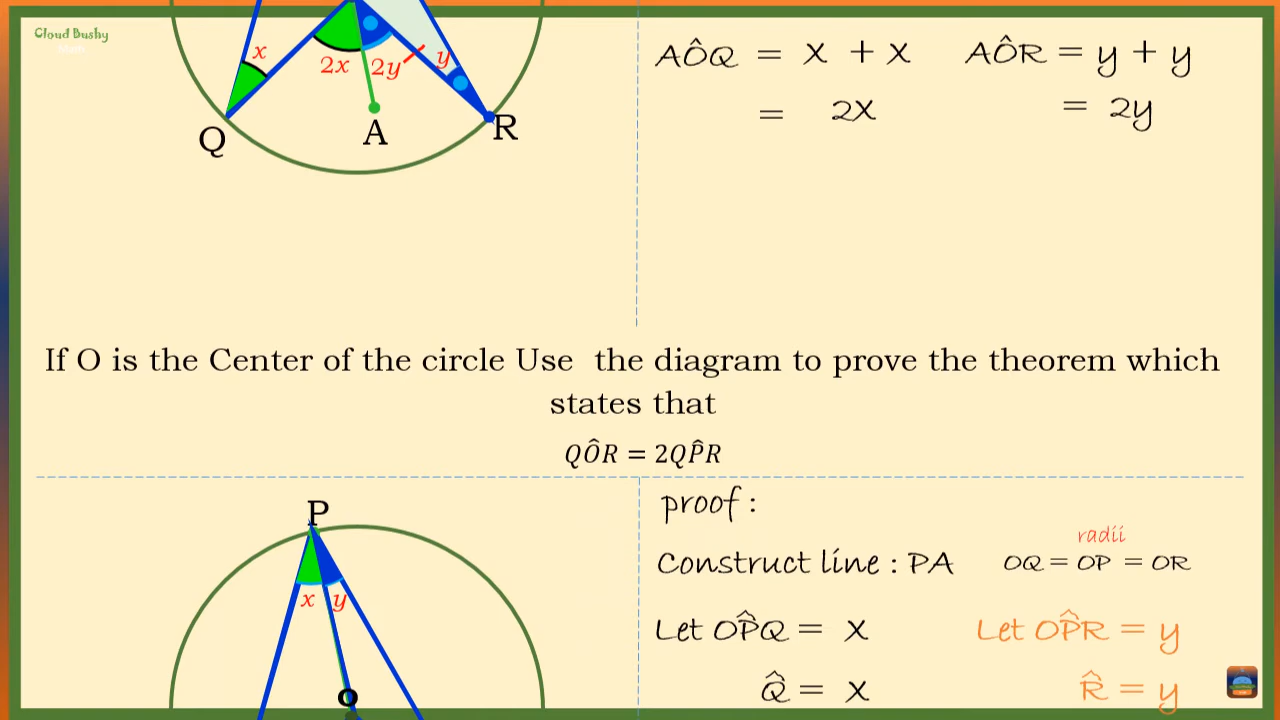 Cloud Bushy
Math
x
2x
2y
y
Q
A
R
AÔQ = x + x
= 2x
AÔR = y + y
= 2y
If O is the Center of the circle Use the diagram to prove the theorem which
states that
QÔR = 2QP̂R
P
x
y
O
proof :
Construct line : PA
radii
OQ = OP = OR
Let OP̂Q = x
Q̂ = x
Let OP̂R = y
R̂ = y